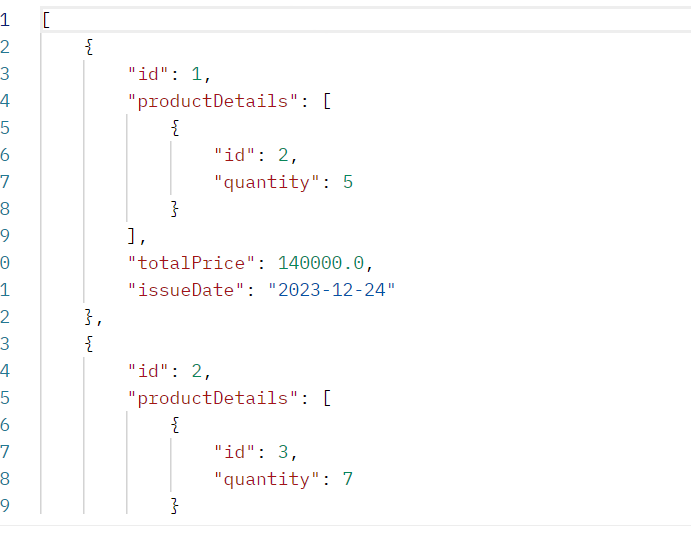 1 [
2     {
3         "id": 1,
4         "productDetails": [
5             {
6                 "id": 2,
7                 "quantity": 5
8             }
9         ],
0         "totalPrice": 140000.0,
1         "issueDate": "2023-12-24"
2     },
3     {
4         "id": 2,
5         "productDetails": [
6             {
7                 "id": 3,
8                 "quantity": 7
9             }